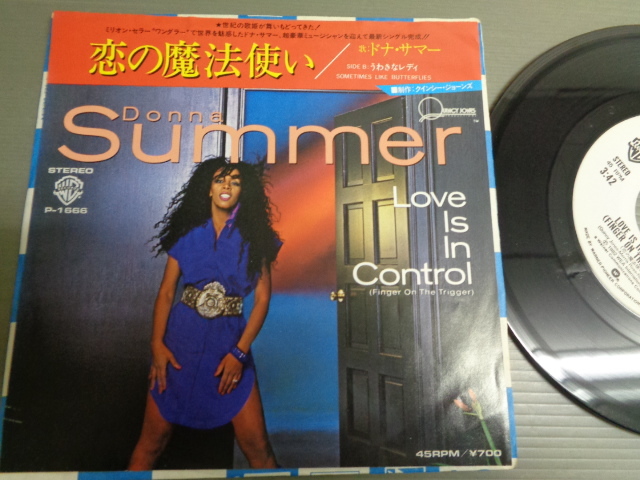 ★世紀の歌姫が舞いもどってきた!!
ミリオン・セラー"ワンダラー"で世界を魅惑したドナ・サマー、超豪華ミュージシャンを迎えて最新シングル完成!!
恋の魔法使い/
歌:ドナ・サマー
SIDE B:うわきなレディ
SOMETIMES LIKE BUTTERFLIES
■制作:クインシー・ジョーンズ
QUINCY JONES
PRODUCTIONS
Donna
Summer
STEREO
P-1666
Love
Is
In
Control
(Finger On The Trigger)
45RPM/¥700
STEREO
3:42
LOVE IS I
(FINGER ON TH